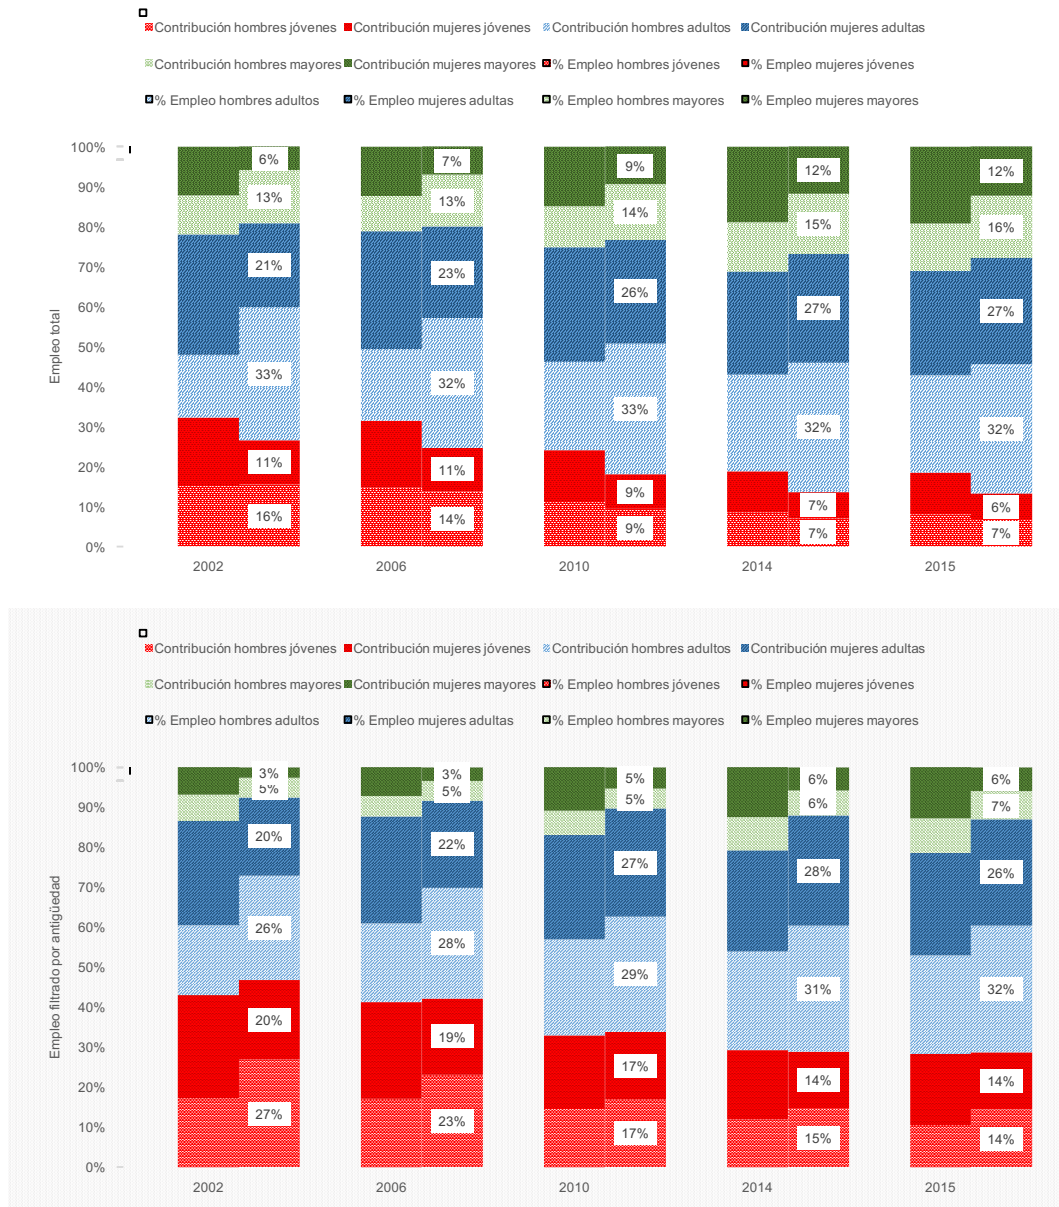 Contribución hombres jóvenes Contribución mujeres jóvenes Contribución hombres adultos Contribución mujeres adultas
Contribución hombres mayores Contribución mujeres mayores % Empleo hombres jóvenes % Empleo mujeres jóvenes
% Empleo hombres adultos % Empleo mujeres adultas % Empleo hombres mayores % Empleo mujeres mayores
Empleo total
100%
90%
80%
70%
60%
50%
40%
30%
20%
10%
0%
6% 7% 9% 12% 12%
13% 13% 14% 15% 16%
21% 23% 26% 27% 27%
33% 32% 33% 32% 32%
11% 11% 9% 7% 6%
16% 14% 9% 7% 7%
2002 2006 2010 2014 2015
Contribución hombres jóvenes Contribución mujeres jóvenes Contribución hombres adultos Contribución mujeres adultas
Contribución hombres mayores Contribución mujeres mayores % Empleo hombres jóvenes % Empleo mujeres jóvenes
% Empleo hombres adultos % Empleo mujeres adultas % Empleo hombres mayores % Empleo mujeres mayores
Empleo filtrado por antigüedad
100%
90%
80%
70%
60%
50%
40%
30%
20%
10%
0%
3% 3% 5% 6% 6%
5% 5% 5% 6% 7%
20% 22% 27% 28% 26%
26% 28% 29% 31% 32%
20% 19% 17% 14% 14%
27% 23% 17% 15% 14%
2002 2006 2010 2014 2015